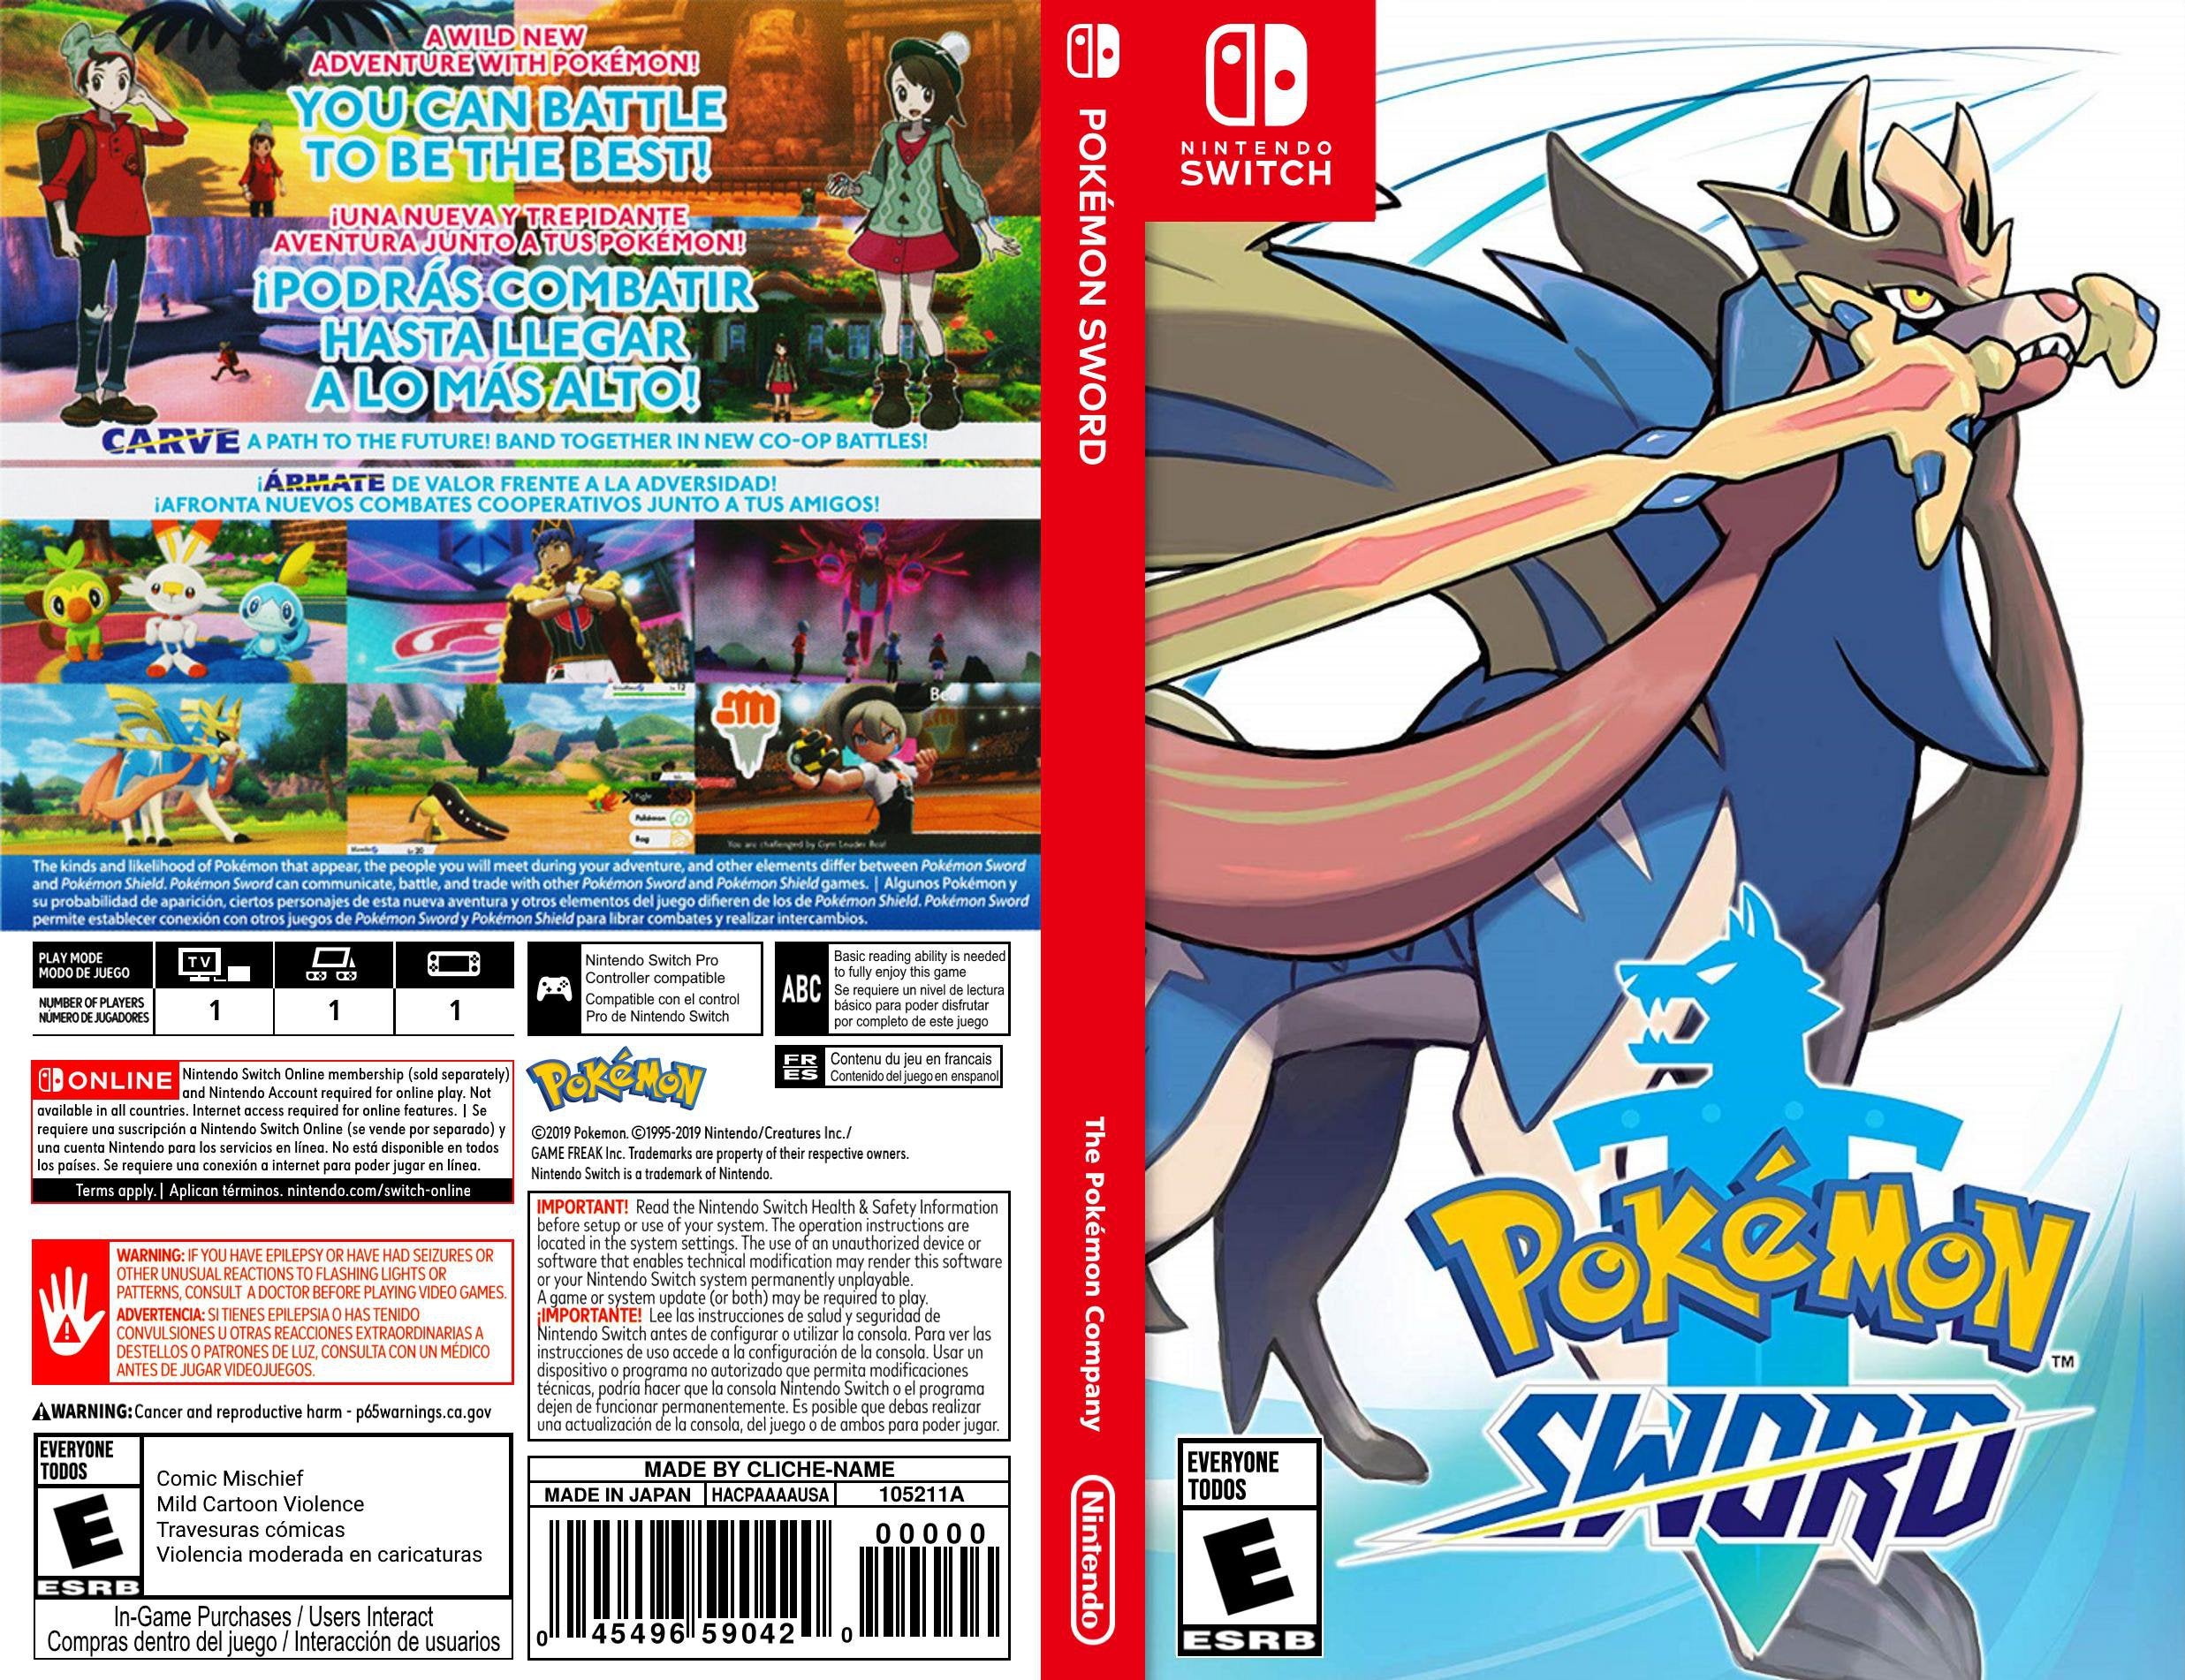 A WILD NEW
ADVENTURE WITH POKÉMON!
YOU CAN BATTLE
TO BE THE BEST!
¡UNA NUEVA Y TREPIDANTE
AVENTURA JUNTO A TUS POKÉMON!
¡PODRÁS COMBATIR
HASTA LLEGAR
A LO MÁS ALTO!
CARVE A PATH TO THE FUTURE! BAND TOGETHER IN NEW CO-OP BATTLES!
¡ÁRMATE DE VALOR FRENTE A LA ADVERSIDAD!
¡AFRONTA NUEVOS COMBATES COOPERATIVOS JUNTO A TUS AMIGOS!
Lv. 12
Fight
Pokémon
Bag
Lv. 20
You are challenged by Gym Leader Bea!
The kinds and likelihood of Pokémon that appear, the people you will meet during your adventure, and other elements differ between Pokémon Sword
and Pokémon Shield. Pokémon Sword can communicate, battle, and trade with other Pokémon Sword and Pokémon Shield games. | Algunos Pokémon y
su probabilidad de aparición, ciertos personajes de esta nueva aventura y otros elementos del juego difieren de los de Pokémon Shield. Pokémon Sword
permite establecer conexión con otros juegos de Pokémon Sword y Pokémon Shield para librar combates y realizar intercambios.
PLAY MODE
MODO DE JUEGO
TV
NUMBER OF PLAYERS
NÚMERO DE JUGADORES
1 1 1
Nintendo Switch Pro
Controller compatible
Compatible con el control
Pro de Nintendo Switch
ABC
Basic reading ability is needed
to fully enjoy this game
Se requiere un nivel de lectura
básico para poder disfrutar
por completo de este juego
FR
ES
Contenu du jeu en francais
Contenido del juego en enspanol
ONLINE Nintendo Switch Online membership (sold separately)
and Nintendo Account required for online play. Not
available in all countries. Internet access required for online features. | Se
requiere una suscripción a Nintendo Switch Online (se vende por separado) y
una cuenta Nintendo para los servicios en línea. No está disponible en todos
los países. Se requiere una conexión a internet para poder jugar en línea.
Terms apply. | Aplican términos. nintendo.com/switch-online
POKéMON
©2019 Pokemon. ©1995-2019 Nintendo/Creatures Inc./
GAME FREAK Inc. Trademarks are property of their respective owners.
Nintendo Switch is a trademark of Nintendo.
WARNING: IF YOU HAVE EPILEPSY OR HAVE HAD SEIZURES OR
OTHER UNUSUAL REACTIONS TO FLASHING LIGHTS OR
PATTERNS, CONSULT A DOCTOR BEFORE PLAYING VIDEO GAMES.
ADVERTENCIA: SI TIENES EPILEPSIA O HAS TENIDO
CONVULSIONES U OTRAS REACCIONES EXTRAORDINARIAS A
DESTELLOS O PATRONES DE LUZ, CONSULTA CON UN MÉDICO
ANTES DE JUGAR VIDEOJUEGOS.
IMPORTANT! Read the Nintendo Switch Health & Safety Information
before setup or use of your system. The operation instructions are
located in the system settings. The use of an unauthorized device or
software that enables technical modification may render this software
or your Nintendo Switch system permanently unplayable.
A game or system update (or both) may be required to play.
¡IMPORTANTE! Lee las instrucciones de salud y seguridad de
Nintendo Switch antes de configurar o utilizar la consola. Para ver las
instrucciones de uso accede a la configuración de la consola. Usar un
dispositivo o programa no autorizado que permita modificaciones
técnicas, podría hacer que la consola Nintendo Switch o el programa
dejen de funcionar permanentemente. Es posible que debas realizar
una actualización de la consola, del juego o de ambos para poder jugar.
WARNING: Cancer and reproductive harm - p65warnings.ca.gov
EVERYONE
TODOS
E
ESRB
Comic Mischief
Mild Cartoon Violence
Travesuras cómicas
Violencia moderada en caricaturas
In-Game Purchases / Users Interact
Compras dentro del juego / Interacción de usuarios
MADE BY CLICHE-NAME
MADE IN JAPAN HACPAAAAUSA 105211A
00000
0 45496 59042 0
POKÉMON SWORD
The Pokémon Company
Nintendo
NINTENDO
SWITCH
POKéMON
TM
SWORD
EVERYONE
TODOS
E
ESRB